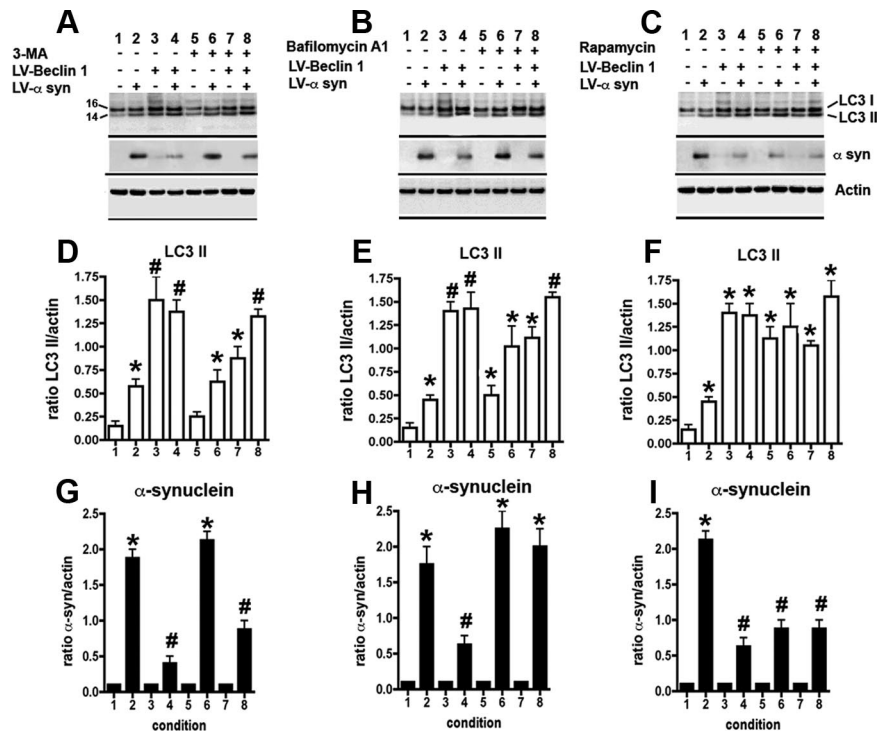 A
1 2 3 4 5 6 7 8
3-MA - - - - + + + +
LV-Beclin 1 - - + + - - + +
LV-α syn - + - + - + - +
16
14
B
1 2 3 4 5 6 7 8
Bafilomycin A1 - - - - + + + +
LV-Beclin 1 - - + + - - + +
LV-α syn - + - + - + - +
C
1 2 3 4 5 6 7 8
Rapamycin - - - - + + + +
LV-Beclin 1 - - + + - - + +
LV-α syn - + - + - + - +
LC3 I
LC3 II
α syn
Actin
D
LC3 II
ratio LC3 II/actin
1.75
1.50
1.25
1.00
0.75
0.50
0.25
0.00
* # # * * #
1 2 3 4 5 6 7 8
E
LC3 II
ratio LC3 II/actin
1.75
1.50
1.25
1.00
0.75
0.50
0.25
0.00
* # # * * * #
1 2 3 4 5 6 7 8
F
LC3 II
ratio LC3 II/actin
1.75
1.50
1.25
1.00
0.75
0.50
0.25
0.00
* * * * * * *
1 2 3 4 5 6 7 8
G
α-synuclein
ratio α-syn/actin
2.5
2.0
1.5
1.0
0.5
0.0
* # * #
1 2 3 4 5 6 7 8
condition
H
α-synuclein
ratio α-syn/actin
2.5
2.0
1.5
1.0
0.5
0.0
* # * *
1 2 3 4 5 6 7 8
condition
I
α-synuclein
ratio α-syn/actin
2.5
2.0
1.5
1.0
0.5
0.0
* # # #
1 2 3 4 5 6 7 8
condition